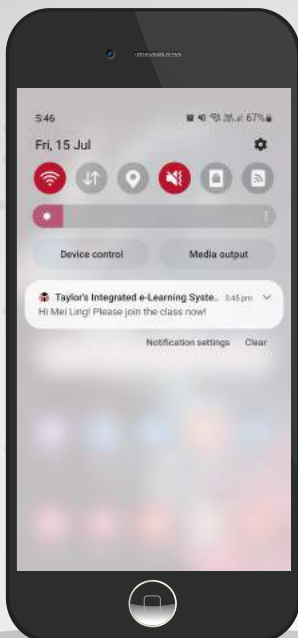 5:46
67%
Fri, 15 Jul
Device control
Media output
Taylor's Integrated e-Learning Syste.. 5:45 pm
Hi Mei Ling! Please join the class now!
Notification settings Clear